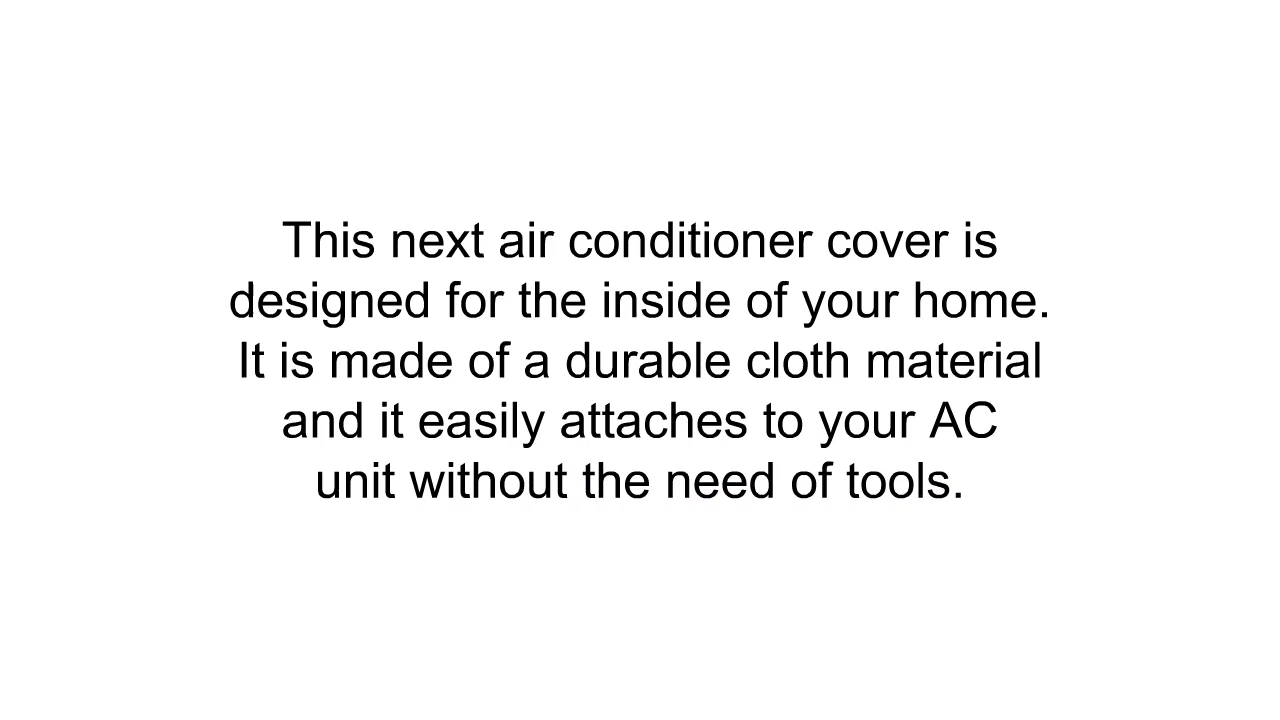 This next air conditioner cover is
designed for the inside of your home.
It is made of a durable cloth material
and it easily attaches to your AC
unit without the need of tools.